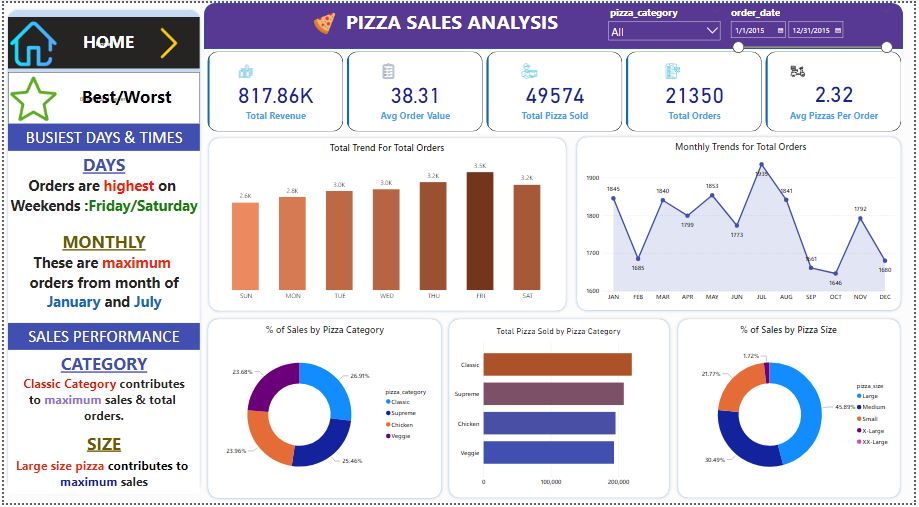 HOME
Best/Worst
BUSIEST DAYS & TIMES
DAYS
Orders are highest on
Weekends :Friday/Saturday
MONTHLY
These are maximum
orders from month of
January and July
SALES PERFORMANCE
CATEGORY
Classic Category contributes
to maximum sales & total
orders.
SIZE
Large size pizza contributes to
maximum sales
PIZZA SALES ANALYSIS
pizza_category
All
order_date
1/1/2015
12/31/2015
817.86K
Total Revenue
38.31
Avg Order Value
49574
Total Pizza Sold
21350
Total Orders
2.32
Avg Pizzas Per Order
Total Trend For Total Orders
2.6K 2.8K 3.0K 3.0K 3.2K 3.5K 3.2K
SUN MON TUE WED THU FRI SAT
Monthly Trends for Total Orders
1900
1800
1700
1600
1845 1685 1840 1799 1853 1773 1935 1841 1661 1646 1792 1680
JAN FEB MAR APR MAY JUN JUL AUG SEP OCT NOV DEC
% of Sales by Pizza Category
23.68%
26.91%
23.96%
25.46%
pizza_category
Classic
Supreme
Chicken
Veggie
Total Pizza Sold by Pizza Category
Classic
Supreme
Chicken
Veggie
0 100,000 200,000
% of Sales by Pizza Size
1.72%
21.77%
45.89%
30.49%
pizza_size
Large
Medium
Small
X-Large
XX-Large